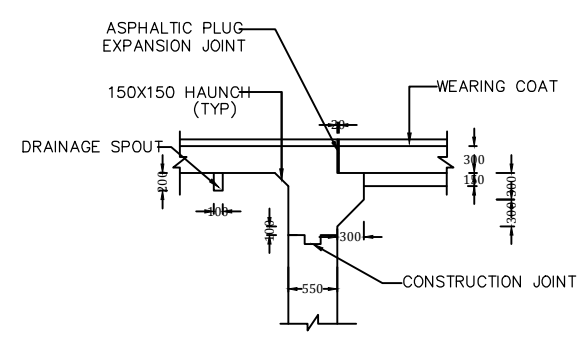 ASPHALTIC PLUG
EXPANSION JOINT
150X150 HAUNCH
(TYP)
WEARING COAT
DRAINAGE SPOUT
20
300
150
300
300
200
100
100
300
550
CONSTRUCTION JOINT